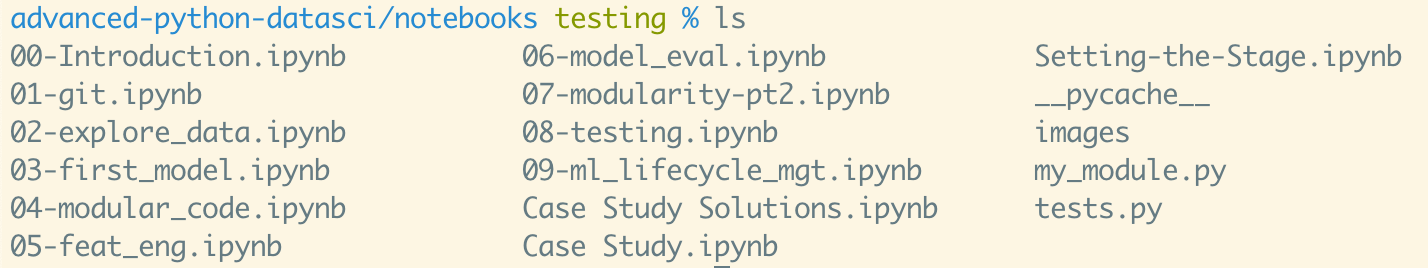 advanced-python-datasci/notebooks testing % ls
00-Introduction.ipynb 06-model_eval.ipynb Setting-the-Stage.ipynb
01-git.ipynb 07-modularity-pt2.ipynb __pycache__
02-explore_data.ipynb 08-testing.ipynb images
03-first_model.ipynb 09-ml_lifecycle_mgt.ipynb my_module.py
04-modular_code.ipynb Case Study Solutions.ipynb tests.py
05-feat_eng.ipynb Case Study.ipynb